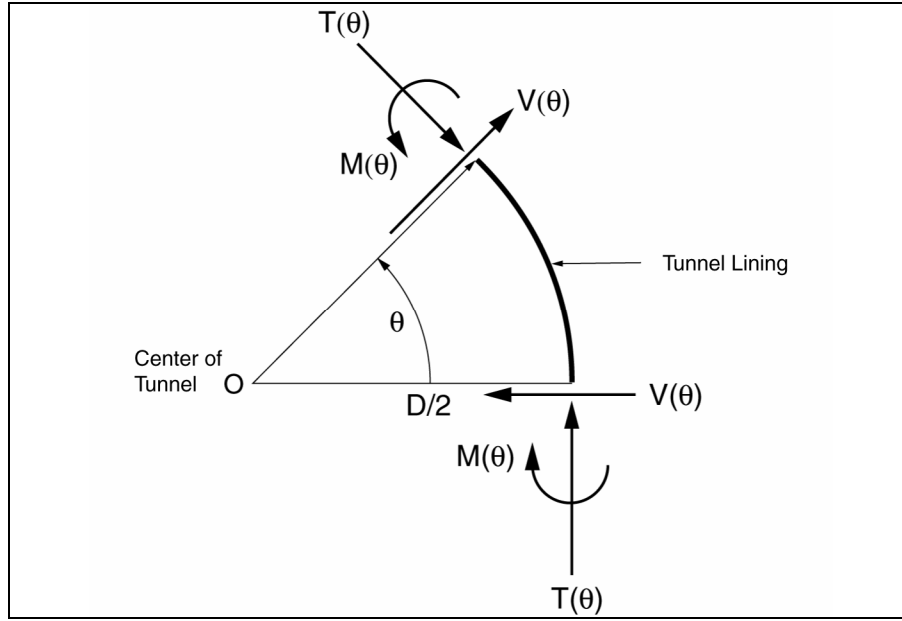 T(θ)
V(θ)
M(θ)
Tunnel Lining
θ
Center of
Tunnel
O
D/2
V(θ)
M(θ)
T(θ)